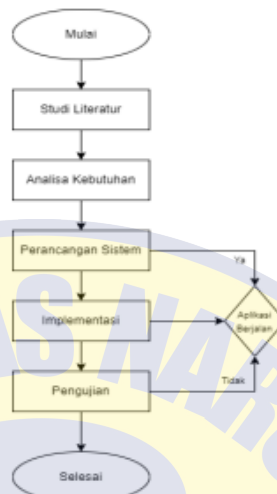 Mulai
Studi Literatur
Analisa Kebutuhan
Perancangan Sistem
Ya
Implementasi
Aplikasi
Berjalan
Tidak
Pengujian
Selesai